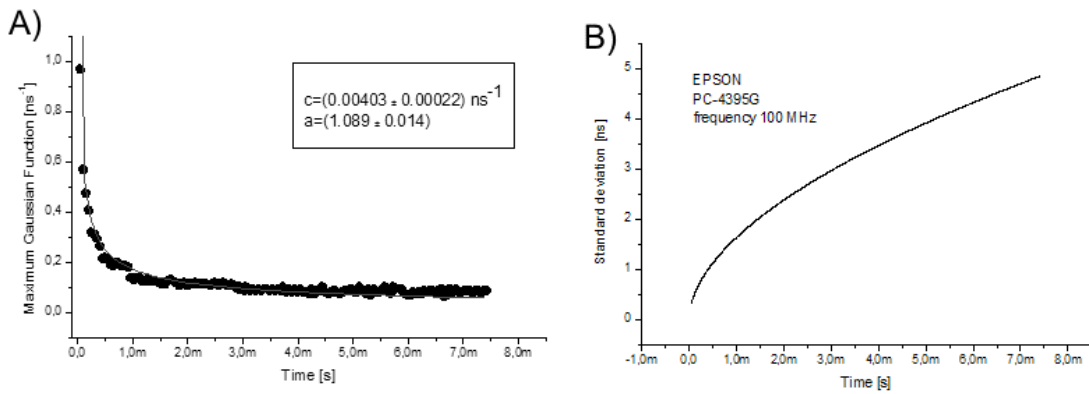 A)
Maximum Gaussian Function [ns⁻¹]
1,0
0,8
0,6
0,4
0,2
0,0
c=(0.00403 ± 0.00022) ns⁻¹
a=(1.089 ± 0.014)
0,0 1,0m 2,0m 3,0m 4,0m 5,0m 6,0m 7,0m 8,0m
Time [s]
B)
Standard deviation [ns]
5
4
3
2
1
0
EPSON
PC-4395G
frequency 100 MHz
-1,0m 0,0 1,0m 2,0m 3,0m 4,0m 5,0m 6,0m 7,0m 8,0m
Time [s]